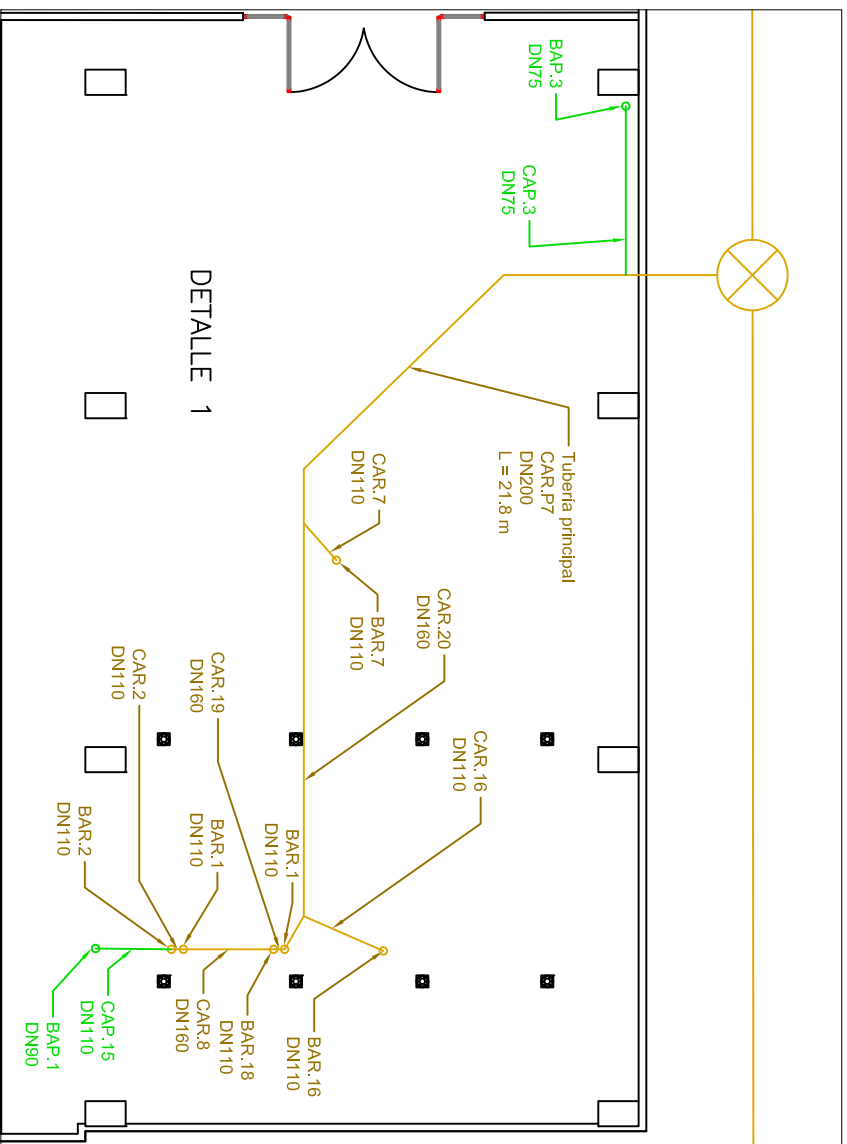 BAP.3
DN75
CAP.3
DN75
DETALLE 1
Tubería principal
CAR.P7
DN200
L = 21.8 m
CAR.7
DN110
BAR.7
DN110
CAR.20
DN160
CAR.16
DN110
CAR.19
DN160
CAR.2
DN110
BAR.1
DN110
BAR.1
DN110
BAR.2
DN110
BAR.16
DN110
BAR.18
DN110
CAR.8
DN160
CAP.15
DN110
BAP.1
DN90